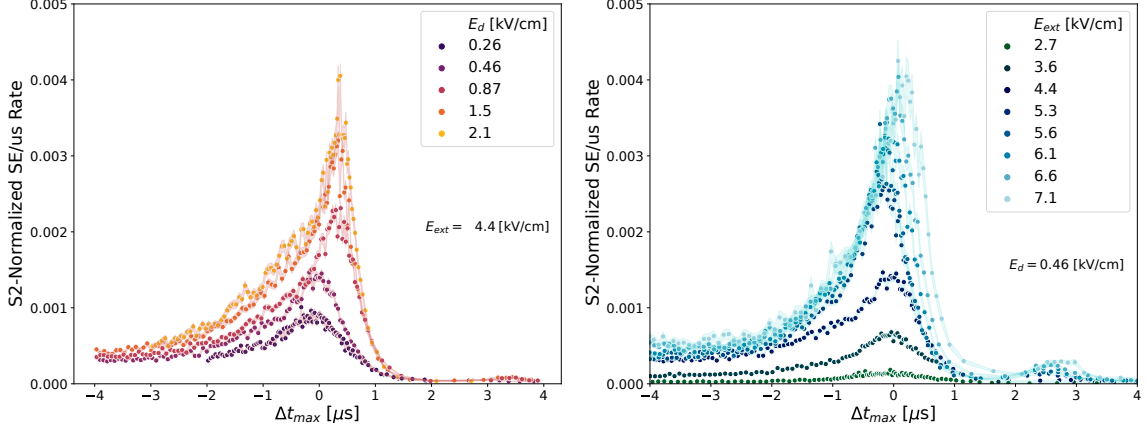 S2-Normalized SE/us Rate
0.005
0.004
0.003
0.002
0.001
0.000
−4 −3 −2 −1 0 1 2 3 4
Δt_max [μs]
E_d [kV/cm]
0.26
0.46
0.87
1.5
2.1
E_ext = 4.4 [kV/cm]
S2-Normalized SE/us Rate
0.005
0.004
0.003
0.002
0.001
0.000
−4 −3 −2 −1 0 1 2 3 4
Δt_max [μs]
E_ext [kV/cm]
2.7
3.6
4.4
5.3
5.6
6.1
6.6
7.1
E_d = 0.46 [kV/cm]